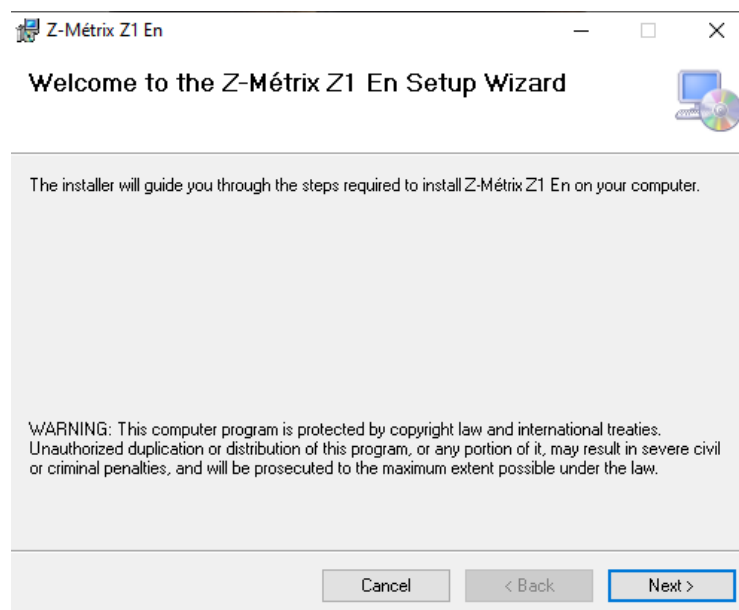 Z-Métrix Z1 En
Welcome to the Z-Métrix Z1 En Setup Wizard
The installer will guide you through the steps required to install Z-Métrix Z1 En on your computer.
WARNING: This computer program is protected by copyright law and international treaties.
Unauthorized duplication or distribution of this program, or any portion of it, may result in severe civil
or criminal penalties, and will be prosecuted to the maximum extent possible under the law.
Cancel
< Back
Next >